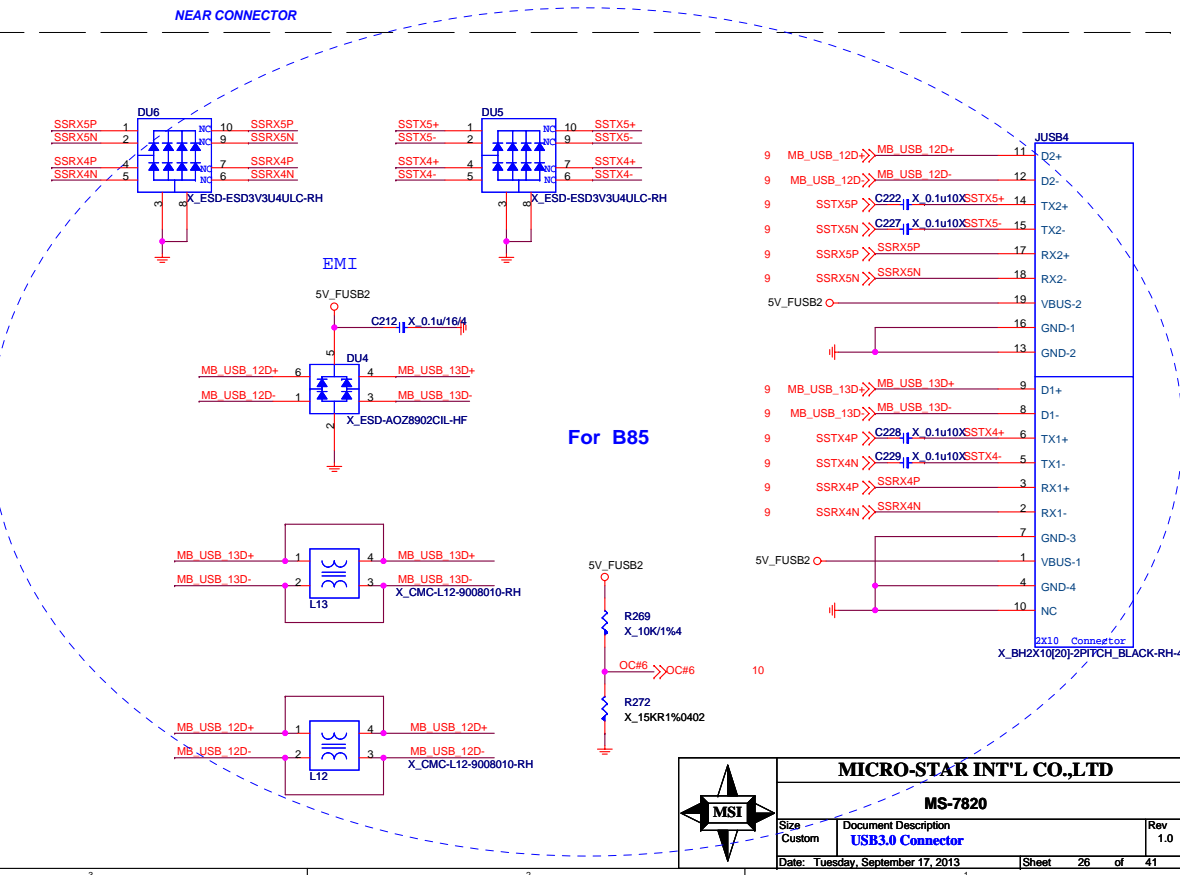 NEAR CONNECTOR
DU6
SSRX5P 1 NC 10 SSRX5P
SSRX5N 2 NC 9 SSRX5N
SSRX4P 4 NC 7 SSRX4P
SSRX4N 5 NC 6 SSRX4N
3 8
X_ESD-ESD3V3U4ULC-RH
DU5
SSTX5+ 1 NC 10 SSTX5+
SSTX5- 2 NC 9 SSTX5-
SSTX4+ 4 NC 7 SSTX4+
SSTX4- 5 NC 6 SSTX4-
3 8
X_ESD-ESD3V3U4ULC-RH
EMI
5V_FUSB2
C212 X_0.1u/16/4
5
DU4
MB_USB_12D+ 6 4 MB_USB_13D+
MB_USB_12D- 1 3 MB_USB_13D-
2
X_ESD-AOZ8902CIL-HF
For B85
MB_USB_13D+ 1 4 MB_USB_13D+
MB_USB_13D- 2 3 MB_USB_13D-
L13
X_CMC-L12-9008010-RH
MB_USB_12D+ 1 4 MB_USB_12D+
MB_USB_12D- 2 3 MB_USB_12D-
L12
X_CMC-L12-9008010-RH
5V_FUSB2
R269
X_10K/1%4
OC#6 OC#6 10
R272
X_15KR1%0402
JUSB4
9 MB_USB_12D+ MB_USB_12D+ 11 D2+
9 MB_USB_12D- MB_USB_12D- 12 D2-
9 SSTX5P C222 X_0.1u10X SSTX5+ 14 TX2+
9 SSTX5N C227 X_0.1u10X SSTX5- 15 TX2-
9 SSRX5P SSRX5P 17 RX2+
9 SSRX5N SSRX5N 18 RX2-
5V_FUSB2 19 VBUS-2
16 GND-1
13 GND-2
9 MB_USB_13D+ MB_USB_13D+ 9 D1+
9 MB_USB_13D- MB_USB_13D- 8 D1-
9 SSTX4P C228 X_0.1u10X SSTX4+ 6 TX1+
9 SSTX4N C229 X_0.1u10X SSTX4- 5 TX1-
9 SSRX4P SSRX4P 3 RX1+
9 SSRX4N SSRX4N 2 RX1-
7 GND-3
5V_FUSB2 1 VBUS-1
4 GND-4
10 NC
2X10 Connector
X_BH2X10[20]-2PITCH_BLACK-RH-4
MSI
MICRO-STAR INT'L CO.,LTD
MS-7820
Size Document Description Rev
Custom USB3.0 Connector 1.0
Date: Tuesday, September 17, 2013 Sheet 26 of 41